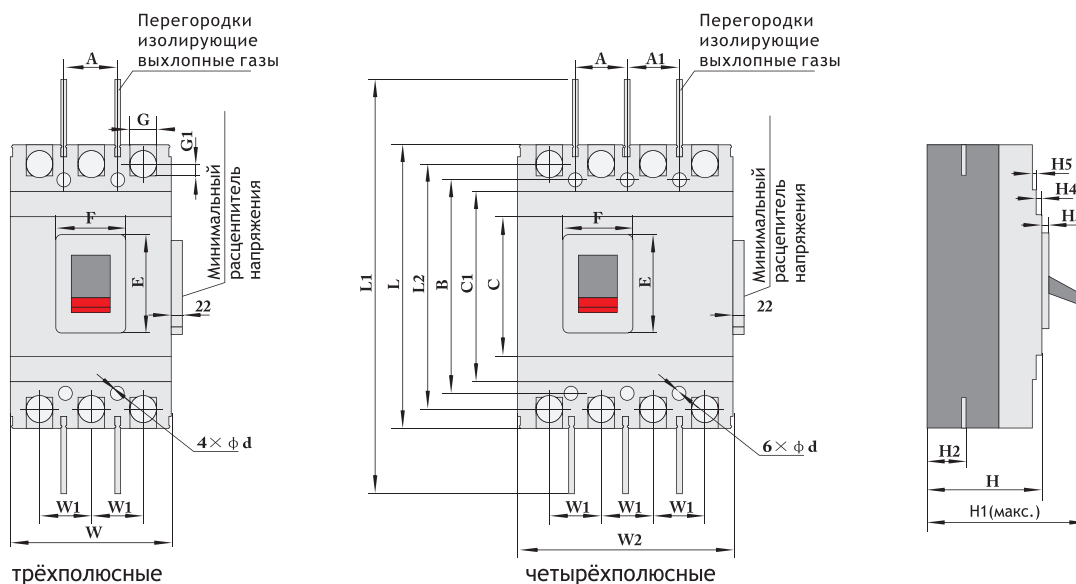 Перегородки
изолирующие
выхлопные газы
A
G
G1
F
E
Минимальный
расценпитель
напряжения
22
4× ф d
W1
W1
W
трёхполюсные
Перегородки
изолирующие
выхлопные газы
A
A1
L1
L
L2
B
C1
C
F
E
Минимальный
расцепитель
напряжения
22
6× ф d
W1
W1
W1
W2
четырёхполюсные
H5
H4
H2
H
H1(макс.)